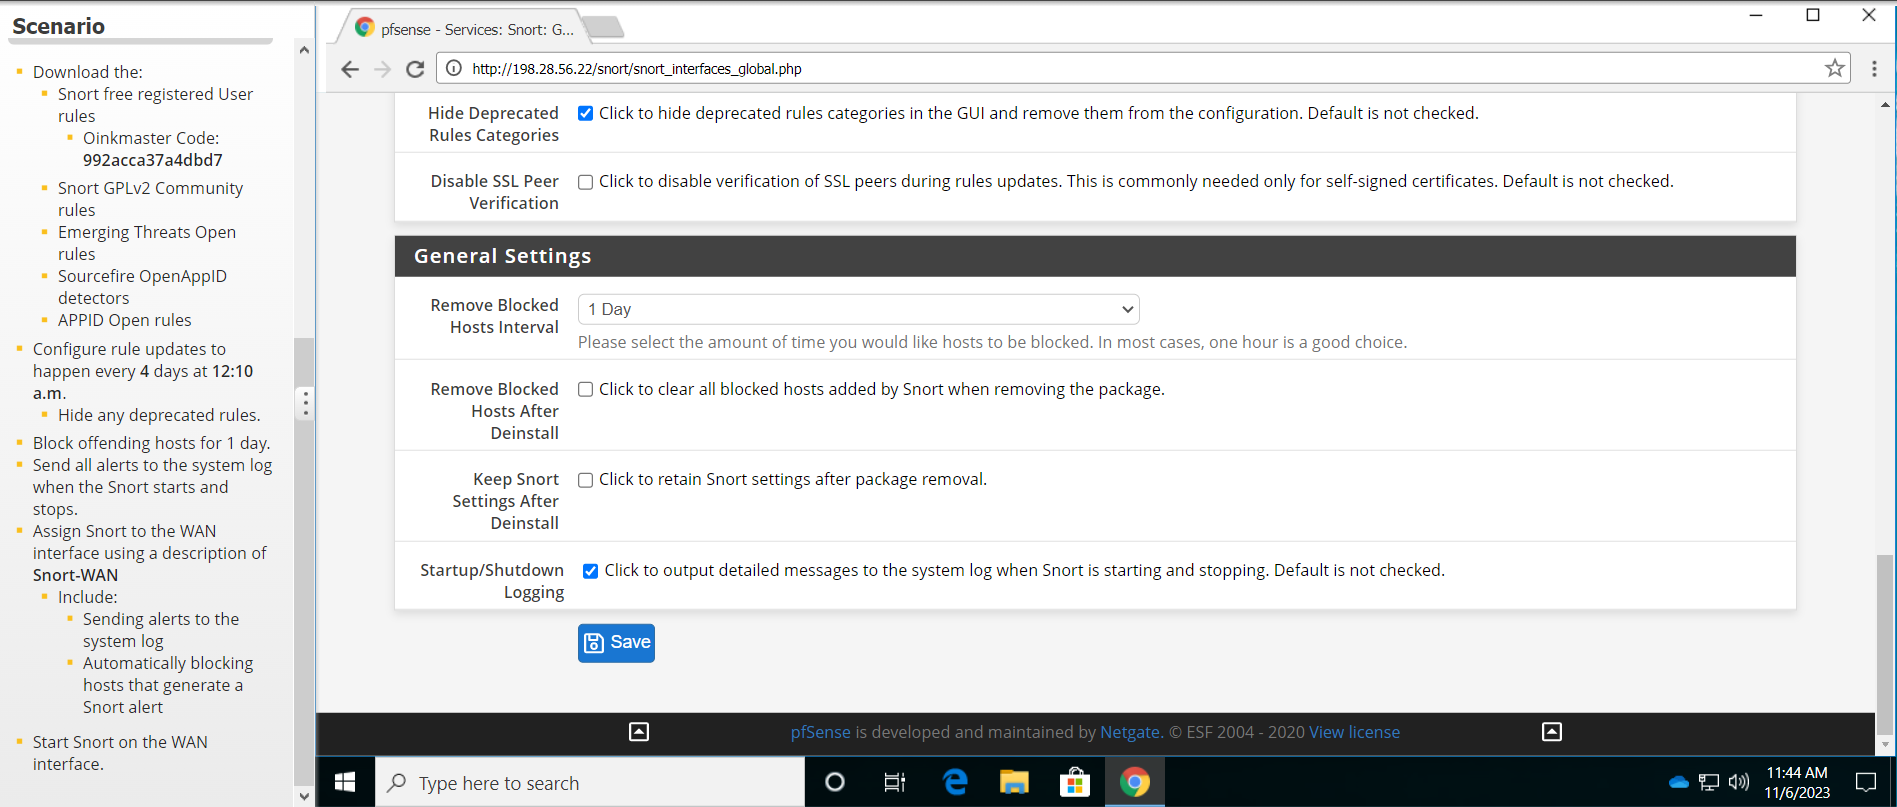 Scenario
Download the:
Snort free registered User
rules
Oinkmaster Code:
992acca37a4dbd7
Snort GPLv2 Community
rules
Emerging Threats Open
rules
Sourcefire OpenAppID
detectors
APPID Open rules
Configure rule updates to
happen every 4 days at 12:10
a.m.
Hide any deprecated rules.
Block offending hosts for 1 day.
Send all alerts to the system log
when the Snort starts and
stops.
Assign Snort to the WAN
interface using a description of
Snort-WAN
Include:
Sending alerts to the
system log
Automatically blocking
hosts that generate a
Snort alert
Start Snort on the WAN
interface.
pfsense - Services: Snort: G...
http://198.28.56.22/snort/snort_interfaces_global.php
Hide Deprecated
Rules Categories
Click to hide deprecated rules categories in the GUI and remove them from the configuration. Default is not checked.
Disable SSL Peer
Verification
Click to disable verification of SSL peers during rules updates. This is commonly needed only for self-signed certificates. Default is not checked.
General Settings
Remove Blocked
Hosts Interval
1 Day
Please select the amount of time you would like hosts to be blocked. In most cases, one hour is a good choice.
Remove Blocked
Hosts After
Deinstall
Click to clear all blocked hosts added by Snort when removing the package.
Keep Snort
Settings After
Deinstall
Click to retain Snort settings after package removal.
Startup/Shutdown
Logging
Click to output detailed messages to the system log when Snort is starting and stopping. Default is not checked.
Save
pfSense is developed and maintained by Netgate. © ESF 2004 - 2020 View license
Type here to search
11:44 AM
11/6/2023